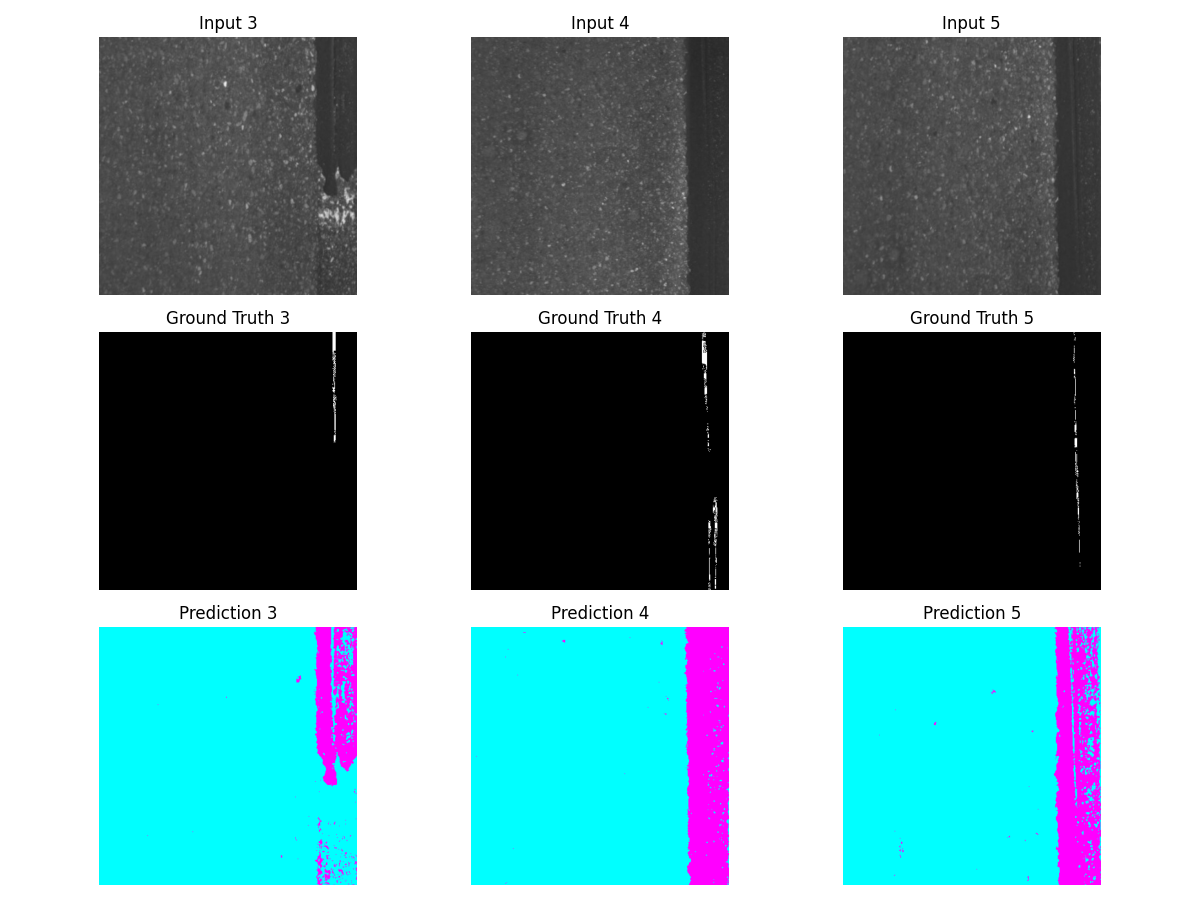 Input 3
Input 4
Input 5
Ground Truth 3
Ground Truth 4
Ground Truth 5
Prediction 3
Prediction 4
Prediction 5